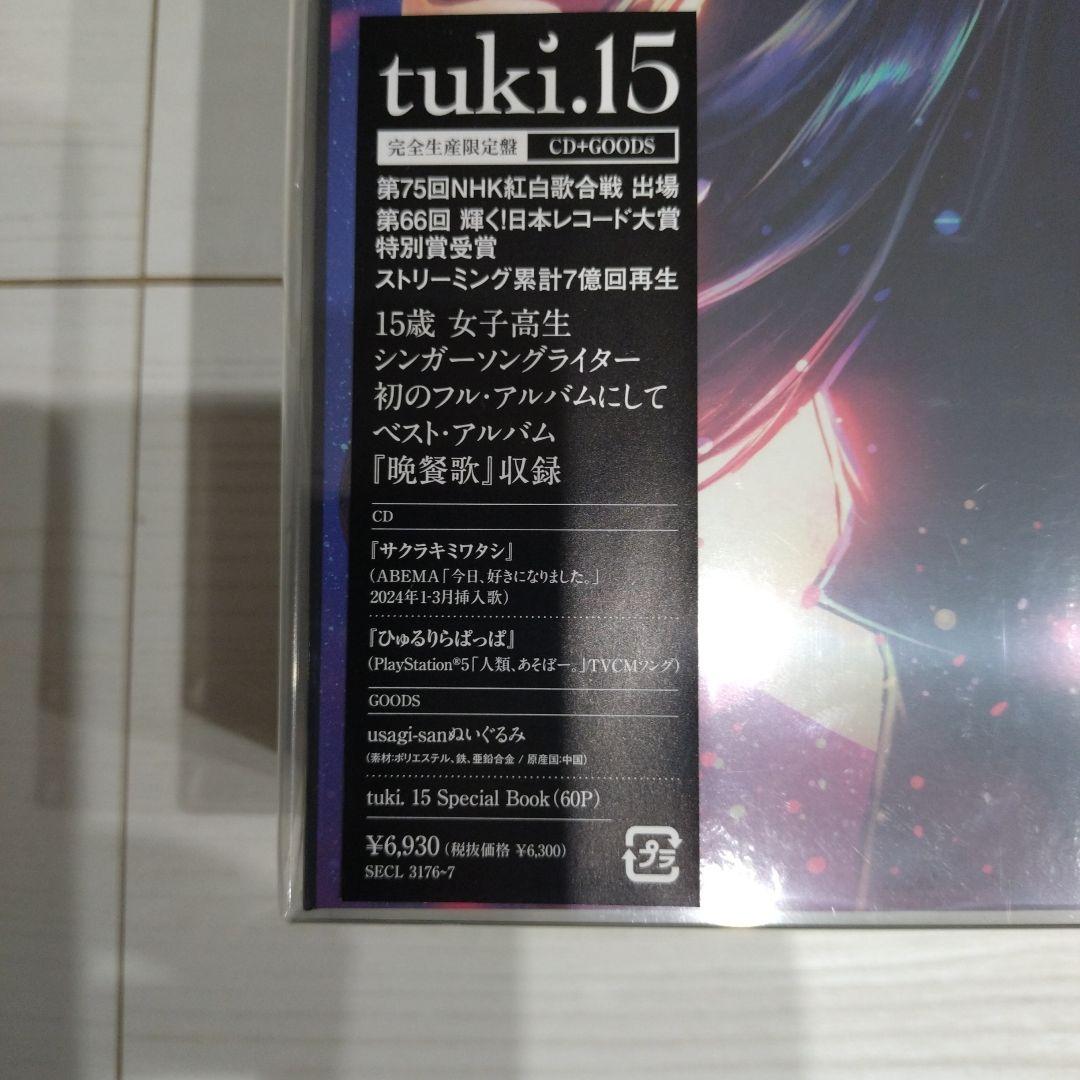 tuki.15
完全生産限定盤 CD+GOODS
第75回NHK紅白歌合戦 出場
第66回 輝く!日本レコード大賞
特別賞受賞
ストリーミング累計7億回再生
15歳 女子高生
シンガーソングライター
初のフル・アルバムにして
ベスト・アルバム
『晩餐歌』収録
CD
『サクラキミワタシ』
(ABEMA「今日、好きになりました。」
2024年1-3月挿入歌)
『ひゅるりらぱっぱ』
(PlayStation®5「人類、あそぼー。」TVCMソング)
GOODS
usagi-sanぬいぐるみ
(素材:ポリエステル、鉄、亜鉛合金 / 原産国:中国)
tuki. 15 Special Book(60P)
¥6,930(税抜価格 ¥6,300)
SECL 3176~7
プラ